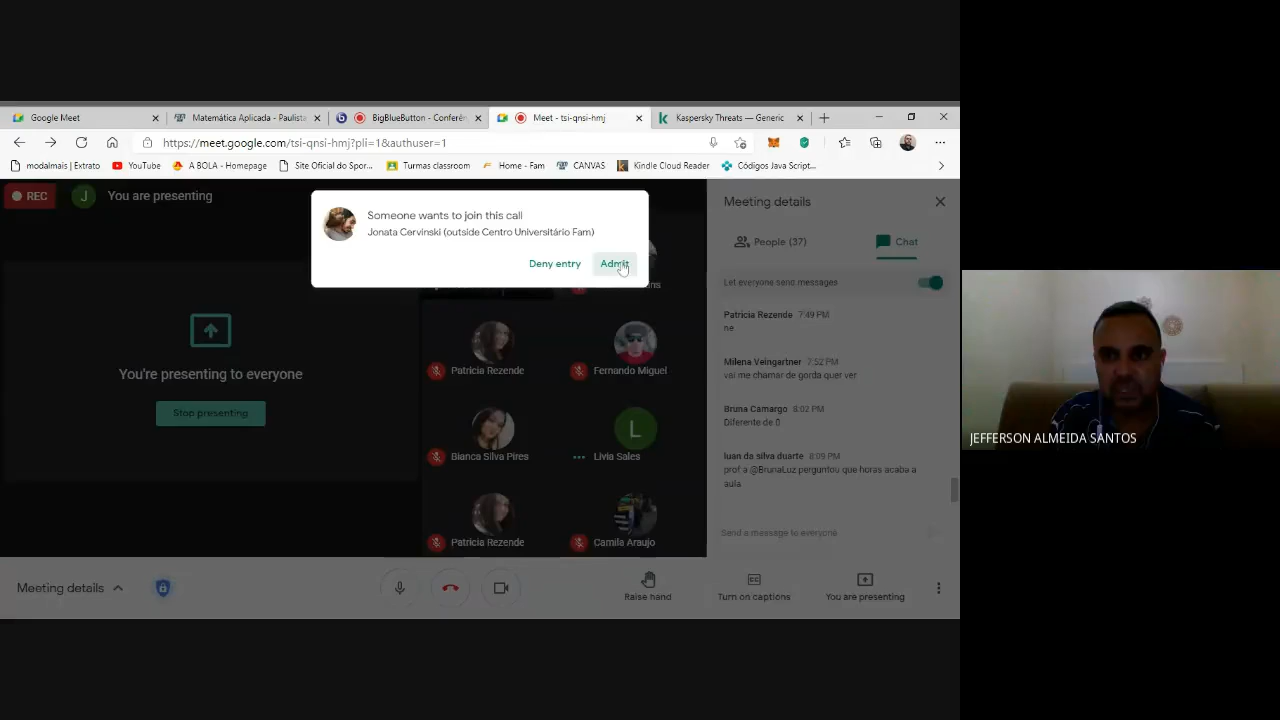 Google Meet
Matemática Aplicada - Paulista
BigBlueButton - Conferên
Meet - tsi-qnsi-hmj
Kaspersky Threats — Generic
https://meet.google.com/tsi-qnsi-hmj?pli=1&authuser=1
modalmais | Extrato
YouTube
A BOLA - Homepage
Site Oficial do Spor...
Turmas classroom
Home - Fam
CANVAS
Kindle Cloud Reader
Códigos Java Script...
REC
J
You are presenting
Someone wants to join this call
Jonata Cervinski (outside Centro Universitário Fam)
Deny entry
Admit
You're presenting to everyone
Stop presenting
Patricia Rezende
Fernando Miguel
Bianca Silva Pires
L
Livia Sales
Patricia Rezende
Camila Araujo
Meeting details
People (37)
Chat
Let everyone send messages
Patricia Rezende 7:49 PM
ne
Milena Veingartner 7:52 PM
vai me chamar de gorda quer ver
Bruna Camargo 8:02 PM
Diferente de 0
luan da silva duarte 8:09 PM
prof a @BrunaLuz perguntou que horas acaba a
aula
Send a message to everyone
Meeting details
Raise hand
Turn on captions
You are presenting
JEFFERSON ALMEIDA SANTOS